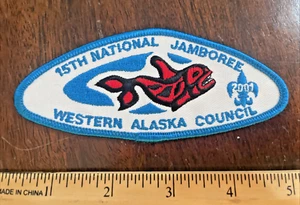 15TH NATIONAL JAMBOREE
2001
WESTERN ALASKA COUNCIL
MADE IN CHINA
1 2 3 4 5